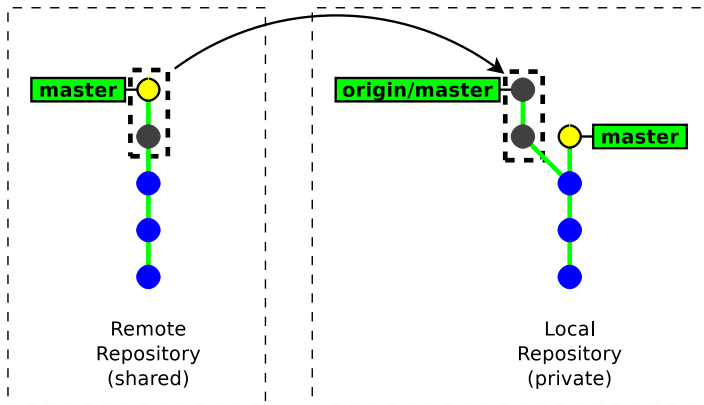 master
origin/master
master
Remote
Repository
(shared)
Local
Repository
(private)